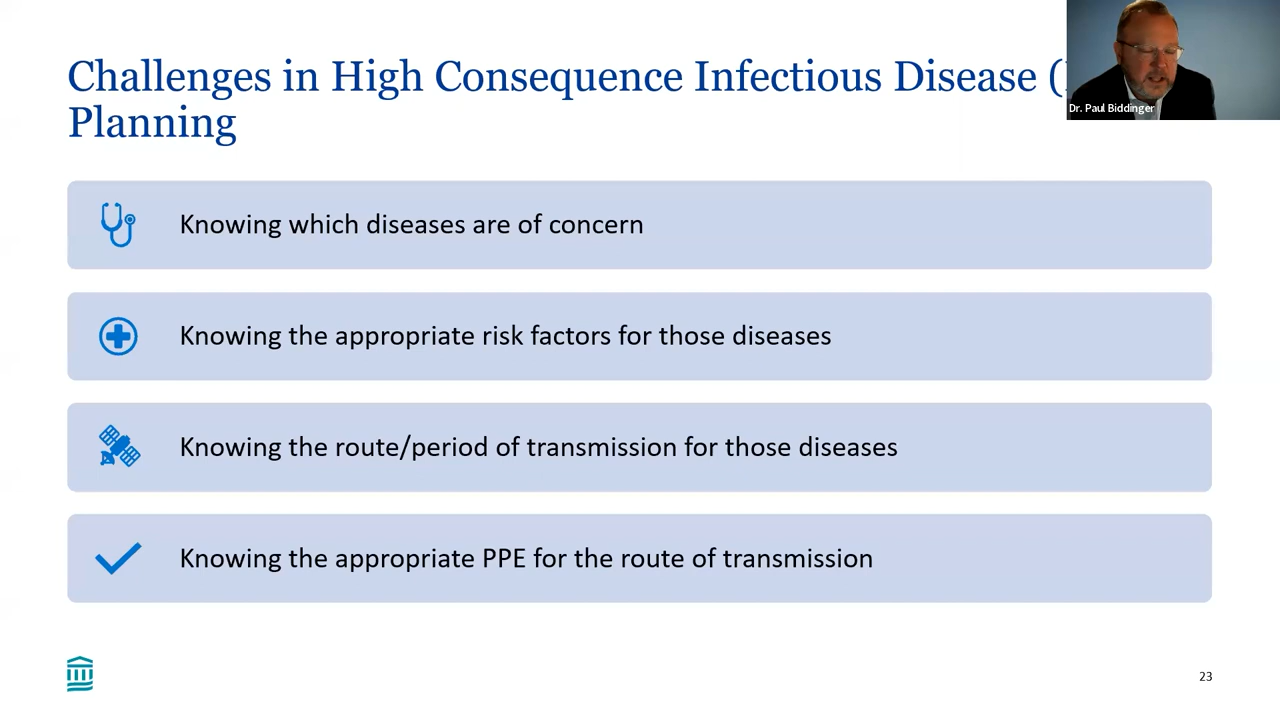 Challenges in High Consequence Infectious Disease (
Planning
Dr. Paul Biddinger
Knowing which diseases are of concern
Knowing the appropriate risk factors for those diseases
Knowing the route/period of transmission for those diseases
Knowing the appropriate PPE for the route of transmission
23